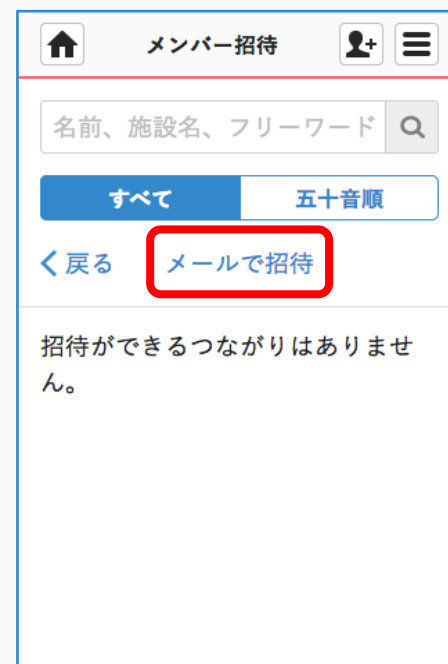 メンバー招待
名前、施設名、フリーワード
すべて 五十音順
戻る メールで招待
招待ができるつながりはありませ
ん。